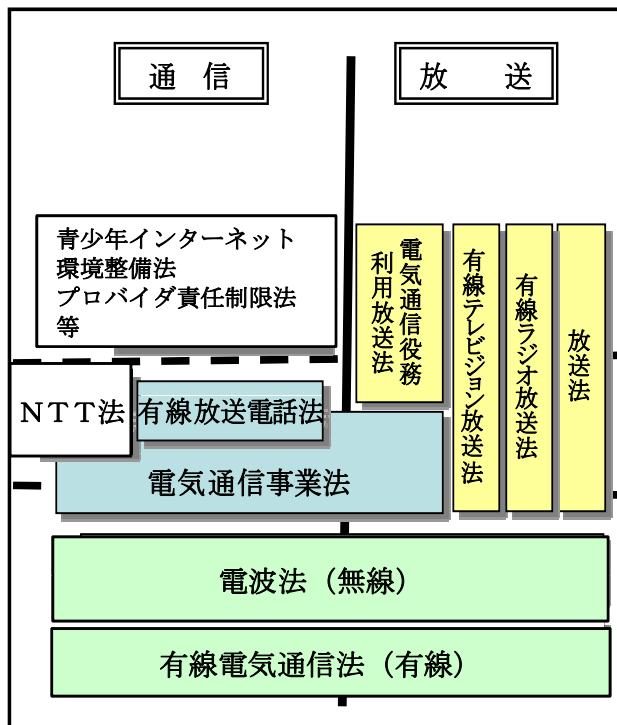 通 信
放 送
青少年インターネット
環境整備法
プロバイダ責任制限法
等
電気通信役務
利用放送法
有線テレビジョン放送法
有線ラジオ放送法
放送法
ＮＴＴ法
有線放送電話法
電気通信事業法
電波法（無線）
有線電気通信法（有線）